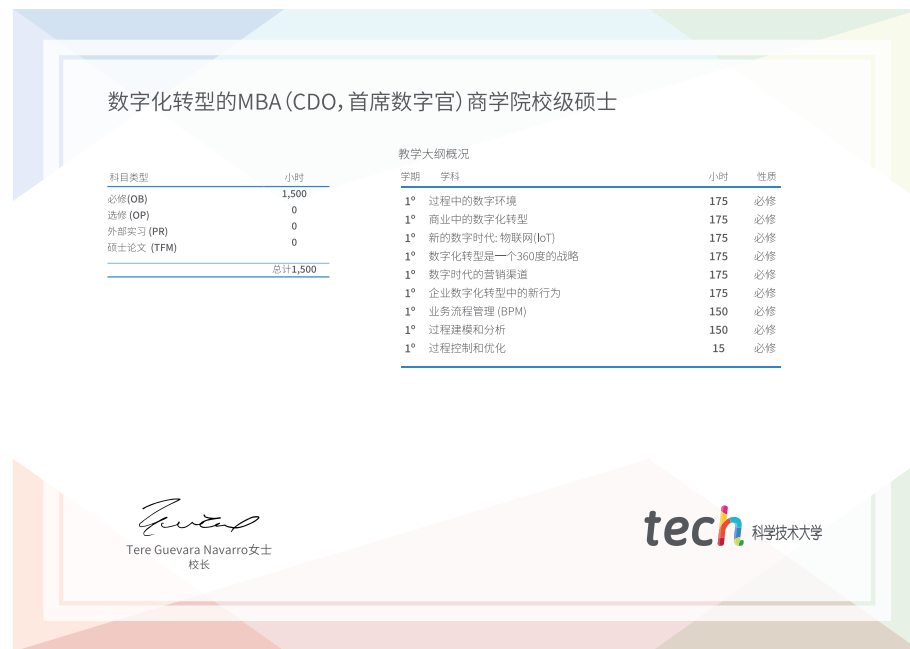 数字化转型的MBA（CDO，首席数字官）商学院校级硕士
科目类型 小时
必修(OB) 1,500
选修 (OP) 0
外部实习 (PR) 0
硕士论文 (TFM) 0
总计1,500
教学大纲概况
学期 学科 小时 性质
1º 过程中的数字环境 175 必修
1º 商业中的数字化转型 175 必修
1º 新的数字时代: 物联网(IoT) 175 必修
1º 数字化转型是一个360度的战略 175 必修
1º 数字时代的营销渠道 175 必修
1º 企业数字化转型中的新行为 175 必修
1º 业务流程管理 (BPM) 150 必修
1º 过程建模和分析 150 必修
1º 过程控制和优化 15 必修
Tere Guevara Navarro女士
校长
tech 科学技术大学